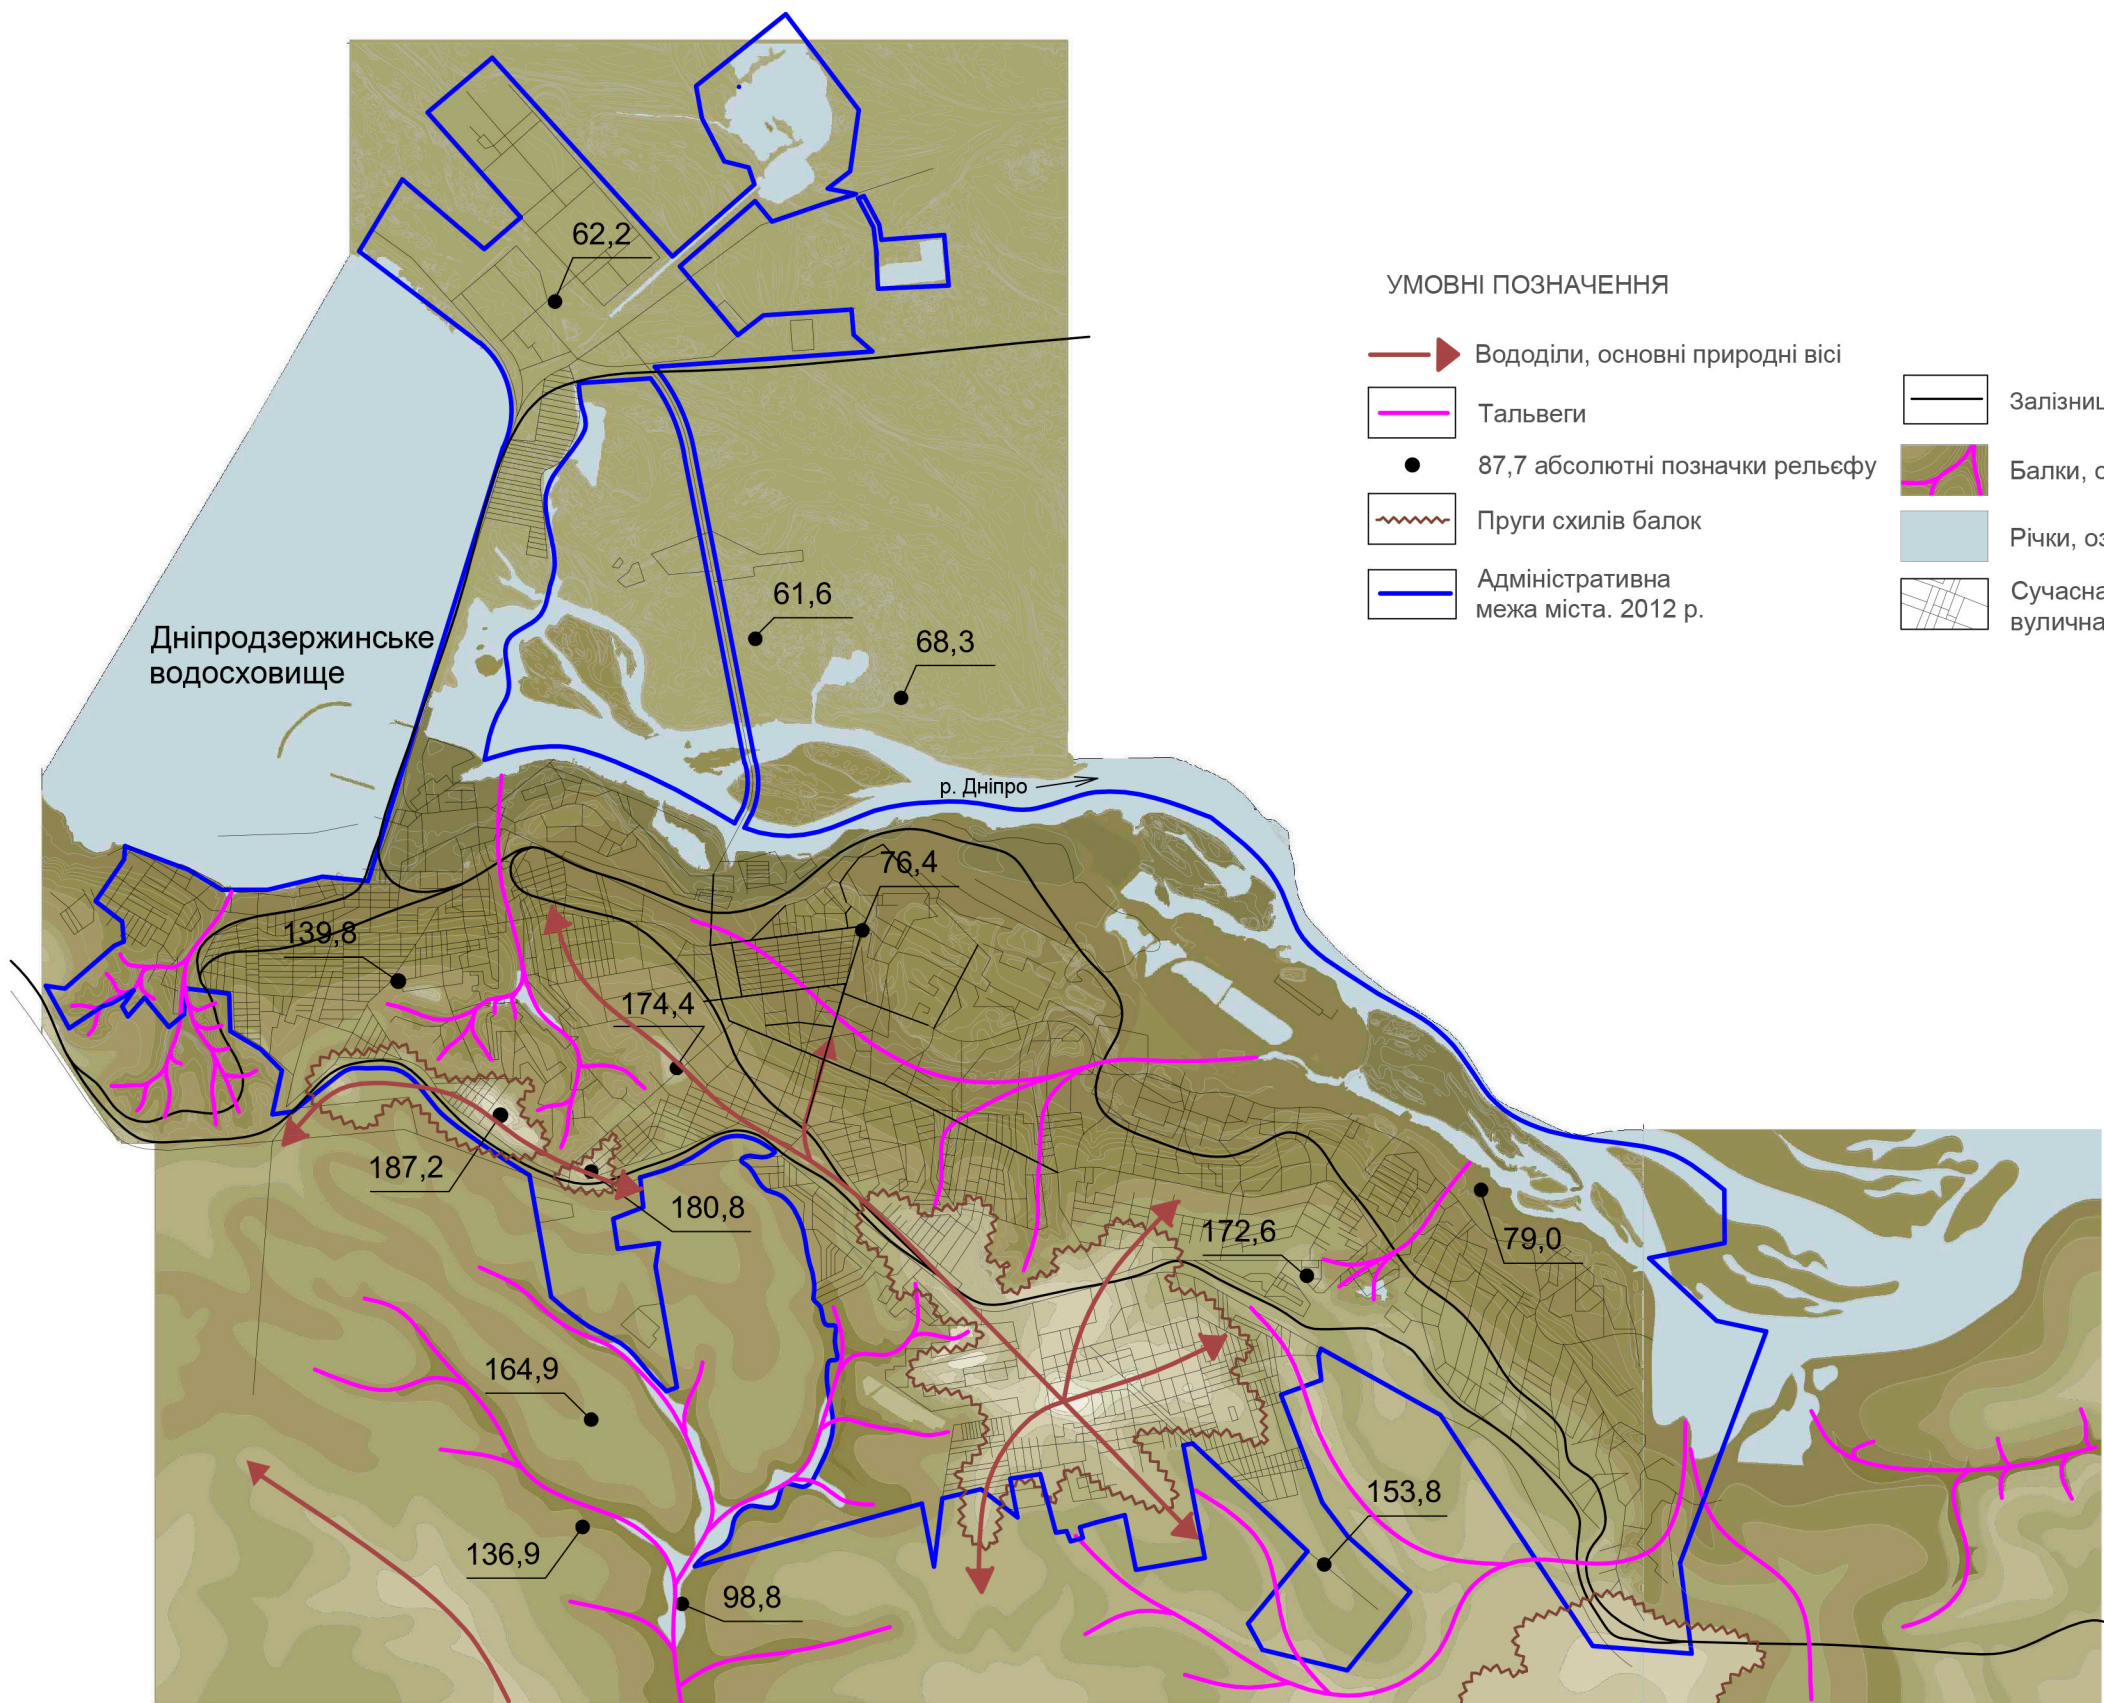 62,2
УМОВНІ ПОЗНАЧЕННЯ
Вододіли, основні природні вісі
Тальвеги
87,7 абсолютні позначки рельєфу
Пруги схилів балок
Адміністративна
межа міста. 2012 р.
Балки,
Річки,
Сучасна
вулична
61,6
68,3
Дніпродзержинське
водосховище
р. Дніпро
76,4
139,8
174,4
187,2
180,8
172,6
79,0
164,9
153,8
136,9
98,8